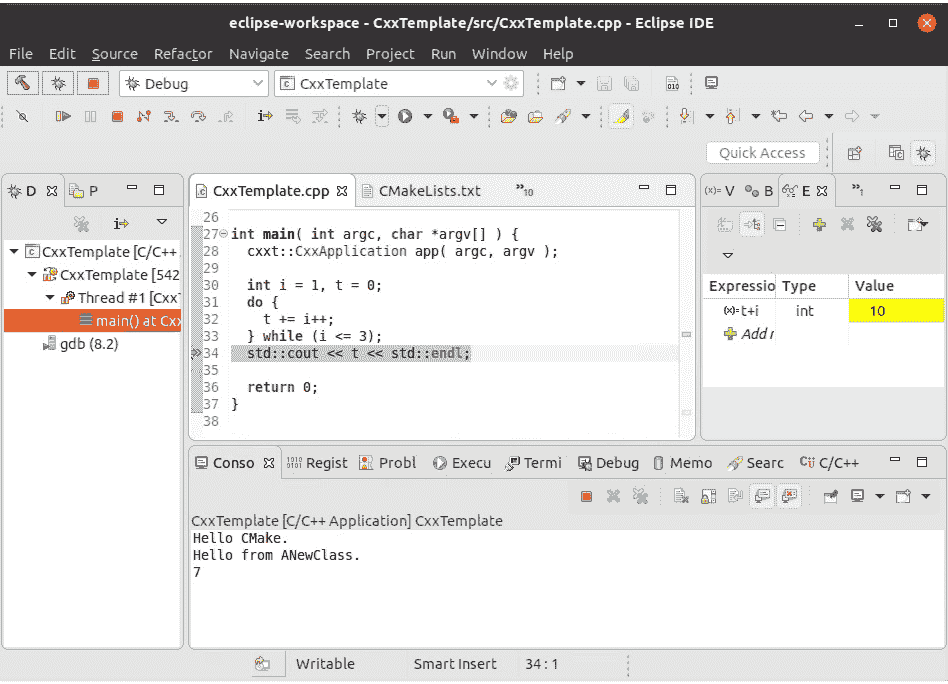 eclipse-workspace - CxxTemplate/src/CxxTemplate.cpp - Eclipse IDE
File Edit Source Refactor Navigate Search Project Run Window Help
Debug
CxxTemplate
Quick Access
D
P
CxxTemplate [C/C++
CxxTemplate [542
Thread #1 [Cxx
main() at Cxx
gdb (8.2)
CxxTemplate.cpp
CMakeLists.txt
»10
26
27 int main( int argc, char *argv[] ) {
28 cxxt::CxxApplication app( argc, argv );
29
30 int i = 1, t = 0;
31 do {
32 t += i++;
33 } while (i <= 3);
34 std::cout << t << std::endl;
35
36 return 0;
37 }
38
(x)= V
B
E
»1
Expressio Type Value
(x)= t+i int 10
Add
Conso
Regist
Probl
Execu
Termi
Debug
Memo
Searc
C/C++
CxxTemplate [C/C++ Application] CxxTemplate
Hello CMake.
Hello from ANewClass.
7
Writable
Smart Insert
34 : 1